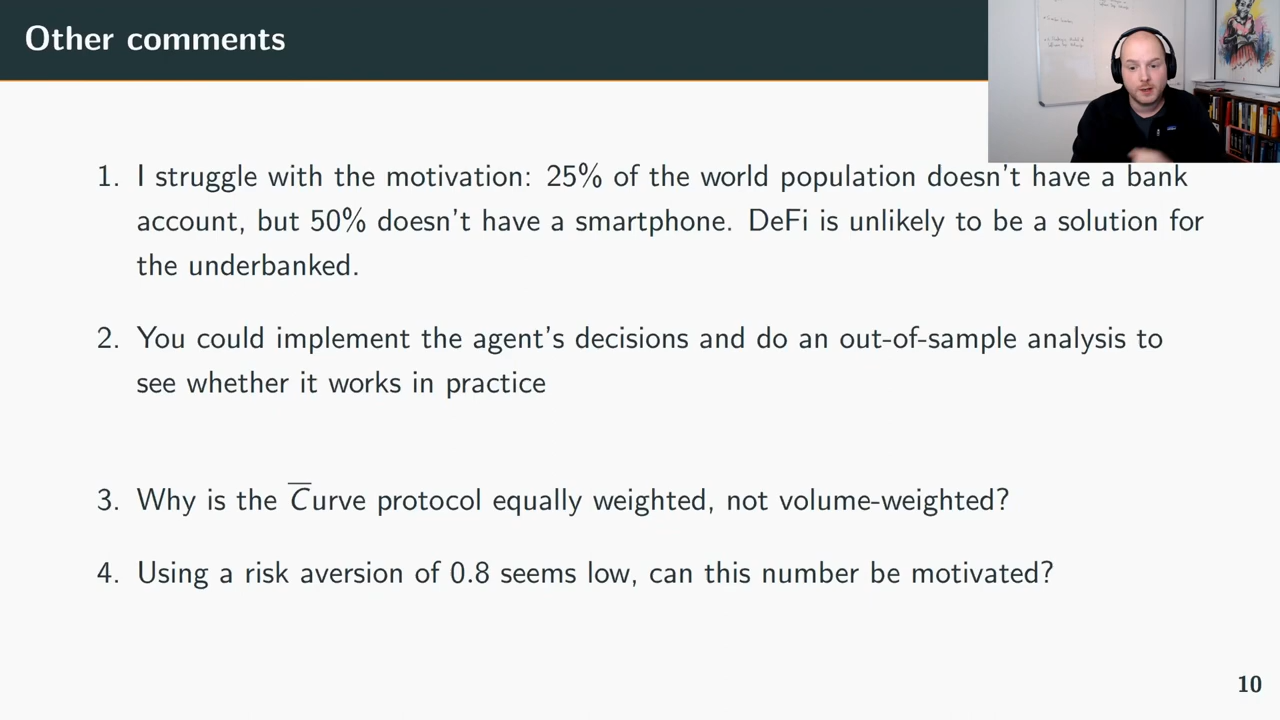 Other comments
1. I struggle with the motivation: 25% of the world population doesn't have a bank
account, but 50% doesn't have a smartphone. DeFi is unlikely to be a solution for
the underbanked.
2. You could implement the agent's decisions and do an out-of-sample analysis to
see whether it works in practice
3. Why is the C̅urve protocol equally weighted, not volume-weighted?
4. Using a risk aversion of 0.8 seems low, can this number be motivated?
10